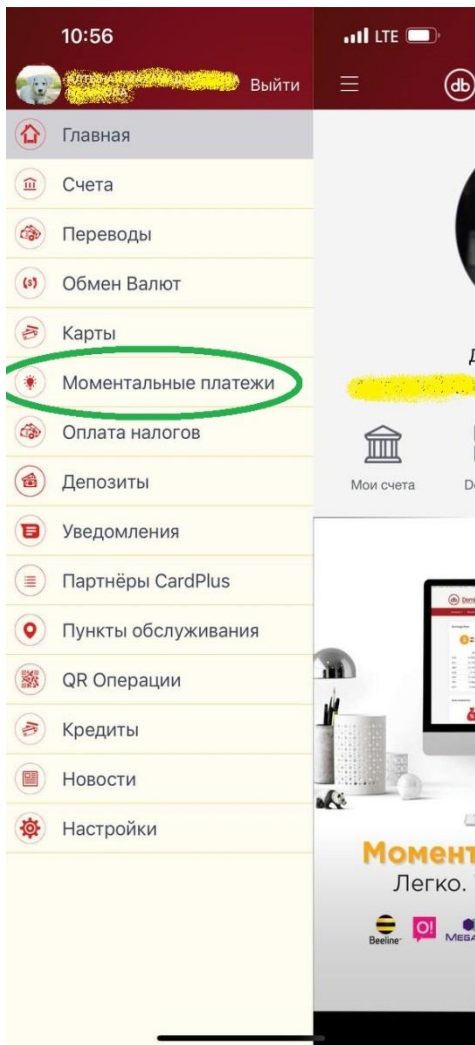 10:56
LTE
Выйти
db
Главная
Счета
Переводы
Обмен Валют
Карты
Моментальные платежи
Оплата налогов
Депозиты
Уведомления
Партнёры CardPlus
Пункты обслуживания
QR Операции
Кредиты
Новости
Настройки
Мои счета
Момент
Легко.
Beeline
O!
MEGA